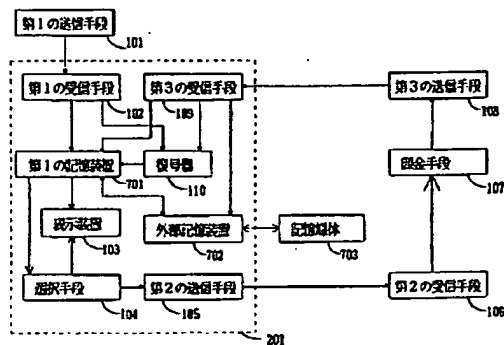 第1の送信手段
101
第1の受信手段
102
第3の受信手段
109
第3の送信手段
108
第1の記憶装置
701
復号器
110
課金手段
107
表示装置
103
外部記憶装置
702
記憶媒体
703
選択手段
104
第2の送信手段
105
第2の受信手段
106
201